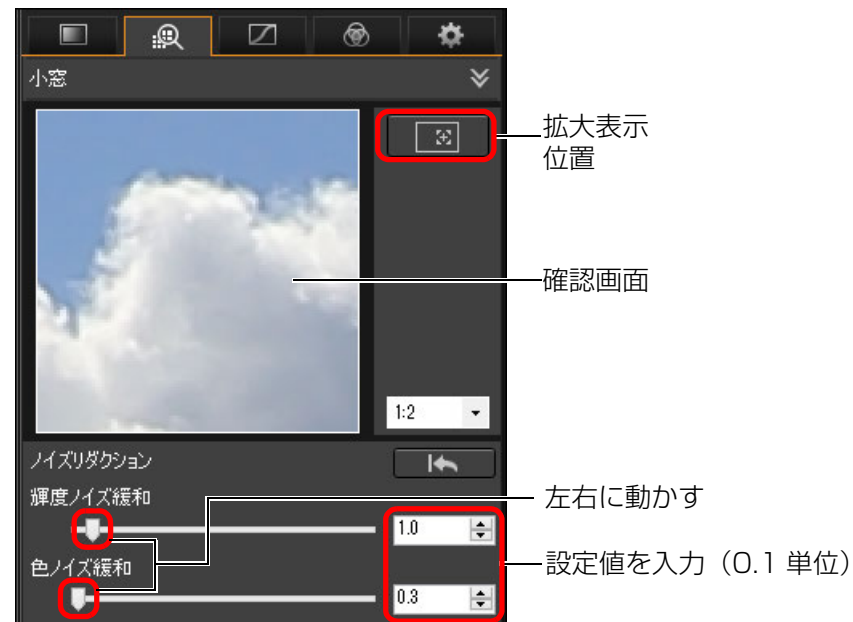 小窓
拡大表示
位置
確認画面
1:2
ノイズリダクション
輝度ノイズ緩和
左右に動かす
1.0
設定値を入力（0.1 単位）
色ノイズ緩和
0.3